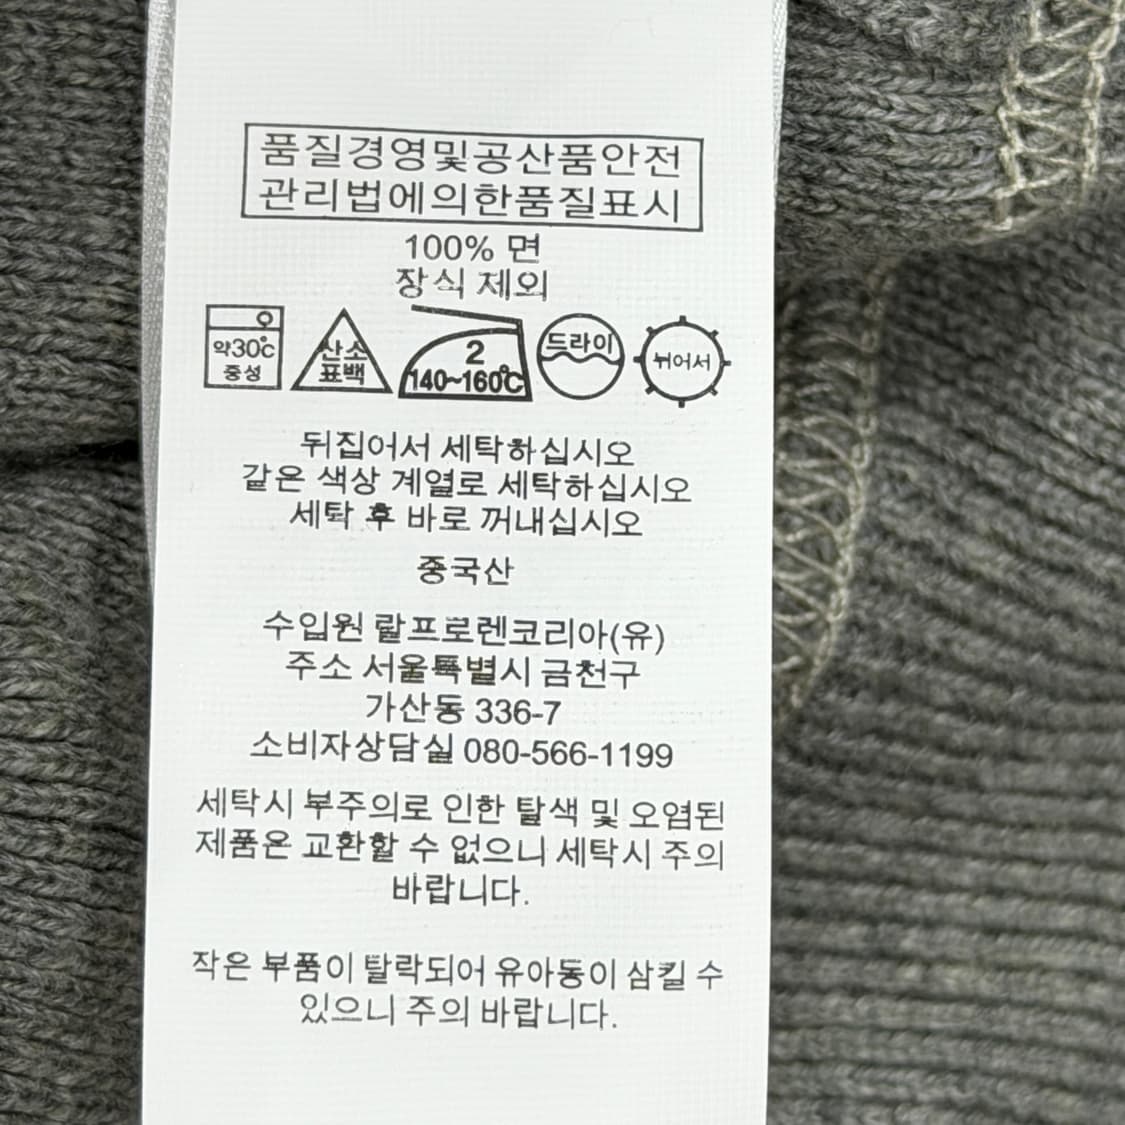 품질경영및공산품안전
관리법에의한품질표시
100% 면
장식 제외
약30℃
중성
산소
표백
2
140~160℃
드라이
뉘어서
뒤집어서 세탁하십시오
같은 색상 계열로 세탁하십시오
세탁 후 바로 꺼내십시오
중국산
수입원 랄프로렌코리아(유)
주소 서울특별시 금천구
가산동 336-7
소비자상담실 080-566-1199
세탁시 부주의로 인한 탈색 및 오염된
제품은 교환할 수 없으니 세탁시 주의
바랍니다.
작은 부품이 탈락되어 유아동이 삼킬 수
있으니 주의 바랍니다.